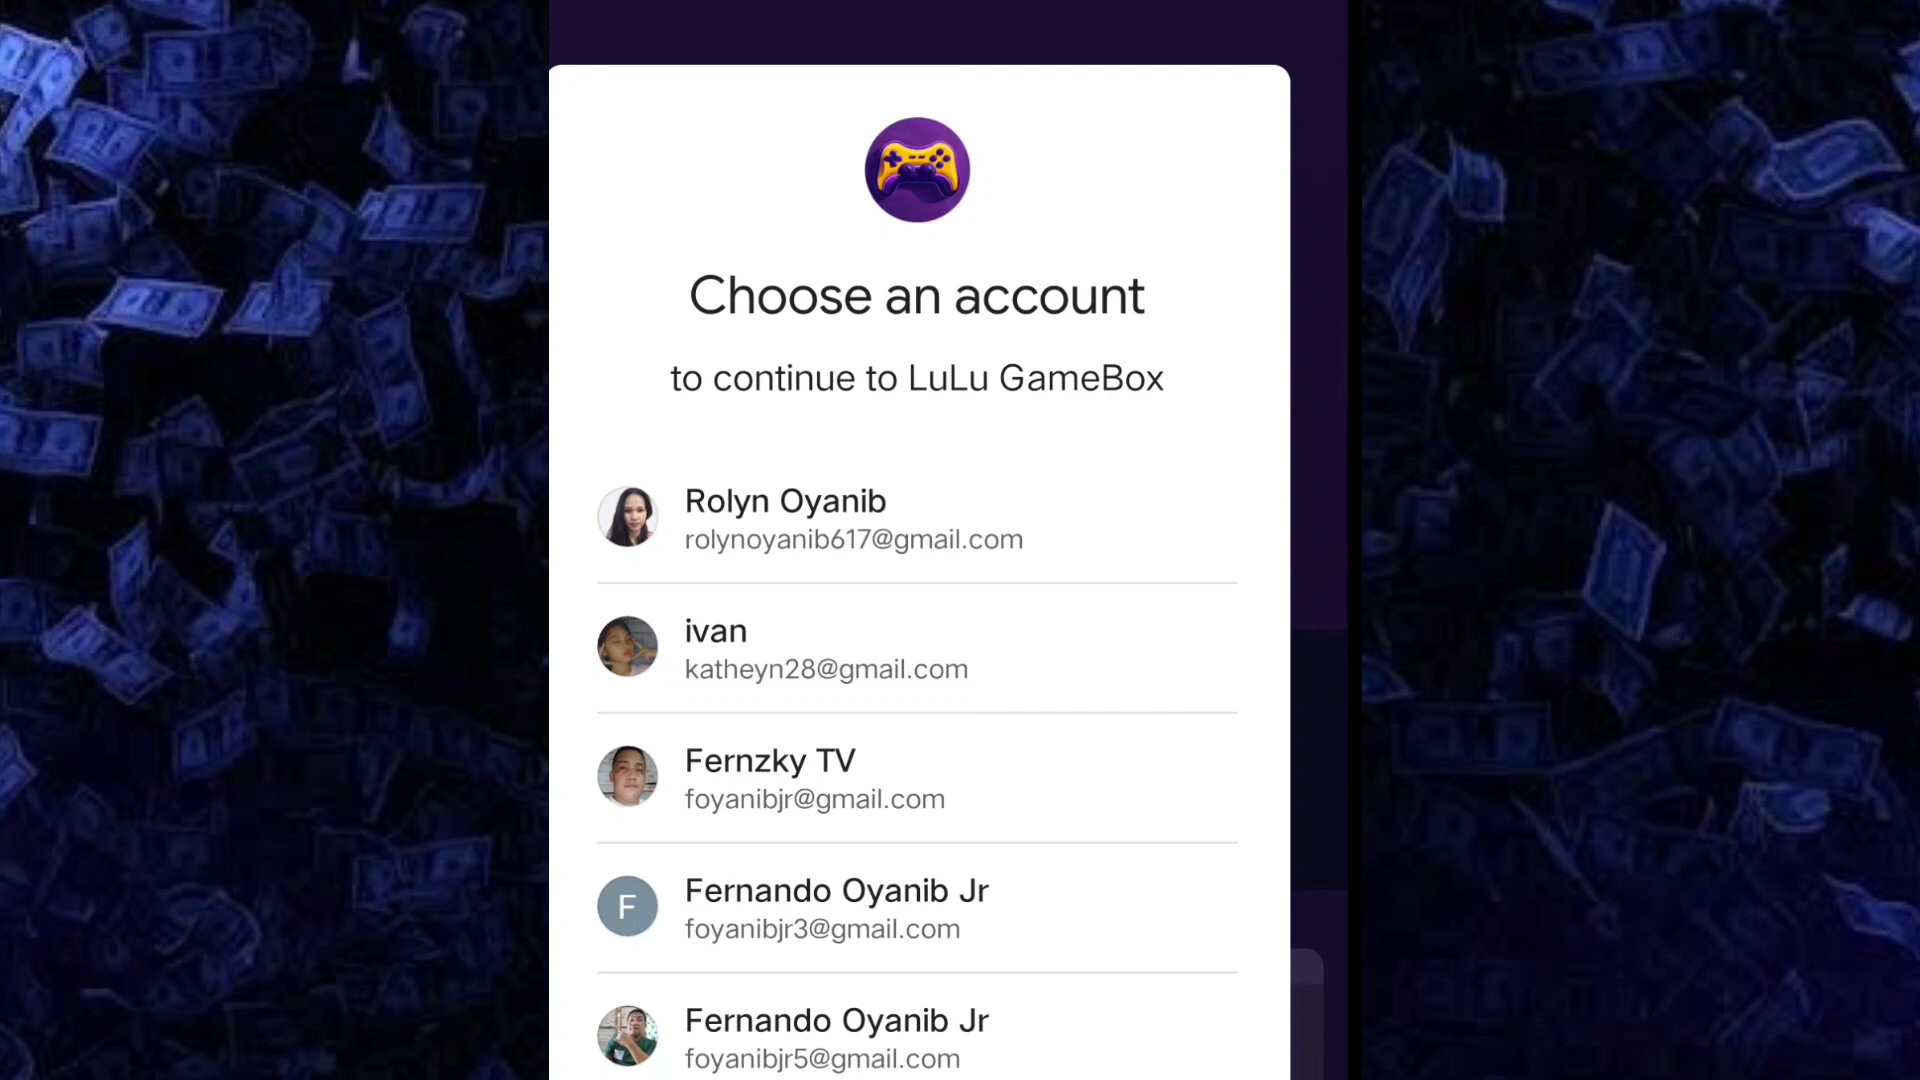 Choose an account
to continue to LuLu GameBox
Rolyn Oyanib
rolynoyanib617@gmail.com
ivan
katheyn28@gmail.com
Fernzky TV
foyanibjr@gmail.com
F
Fernando Oyanib Jr
foyanibjr3@gmail.com
Fernando Oyanib Jr
foyanibjr5@gmail.com